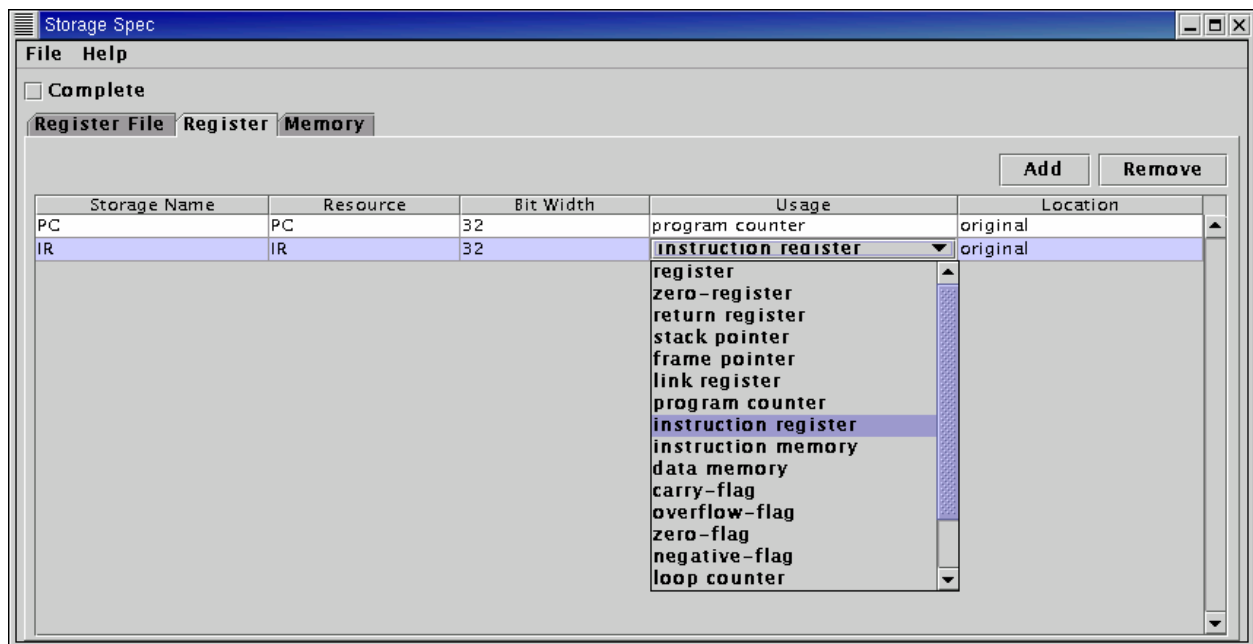 Storage Spec
File Help
Complete
Register File Register Memory
Add Remove
Storage Name Resource Bit Width Usage Location
PC PC 32 program counter original
IR IR 32 instruction register original
register
zero-register
return register
stack pointer
frame pointer
link register
program counter
instruction register
instruction memory
data memory
carry-flag
overflow-flag
zero-flag
negative-flag
loop counter